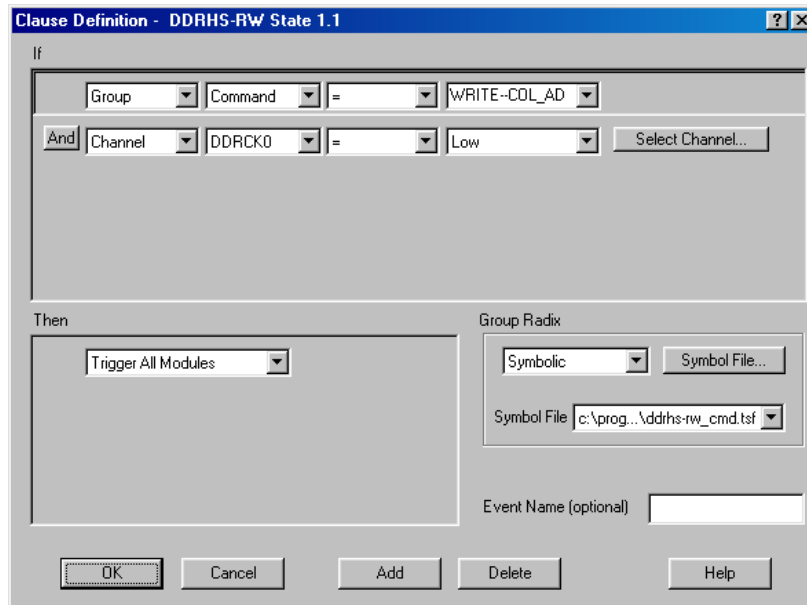 Clause Definition - DDRHS-RW State 1.1
If
Group Command = WRITE--COL_AD
And Channel DDRCK0 = Low Select Channel...
Then
Trigger All Modules
Group Radix
Symbolic Symbol File...
Symbol File c:\prog...\ddrhs-rw_cmd.tsf
Event Name (optional)
OK Cancel Add Delete Help